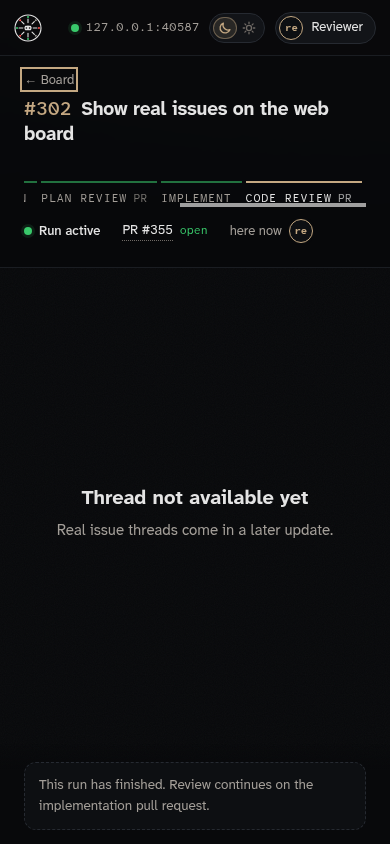 127.0.0.1:40587
re Reviewer
← Board
#302 Show real issues on the web
board
PLAN REVIEW PR IMPLEMENT CODE REVIEW PR
Run active PR #355 open here now re
Thread not available yet
Real issue threads come in a later update.
This run has finished. Review continues on the
implementation pull request.